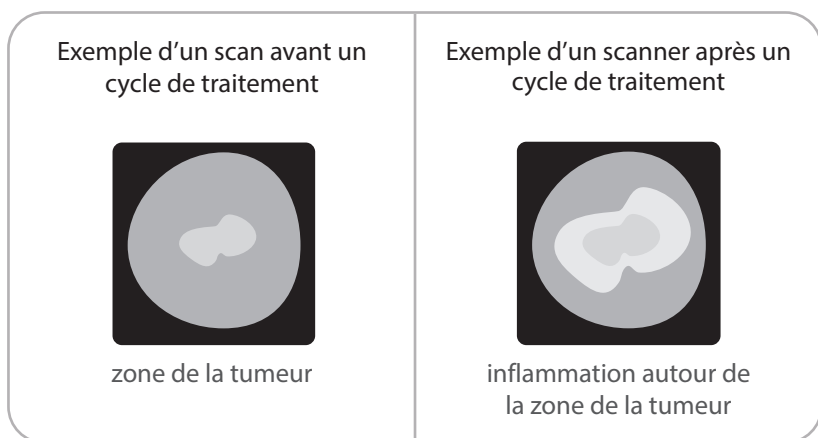 Exemple d’un scan avant un
cycle de traitement
zone de la tumeur
Exemple d’un scanner après un
cycle de traitement
inflammation autour de
la zone de la tumeur